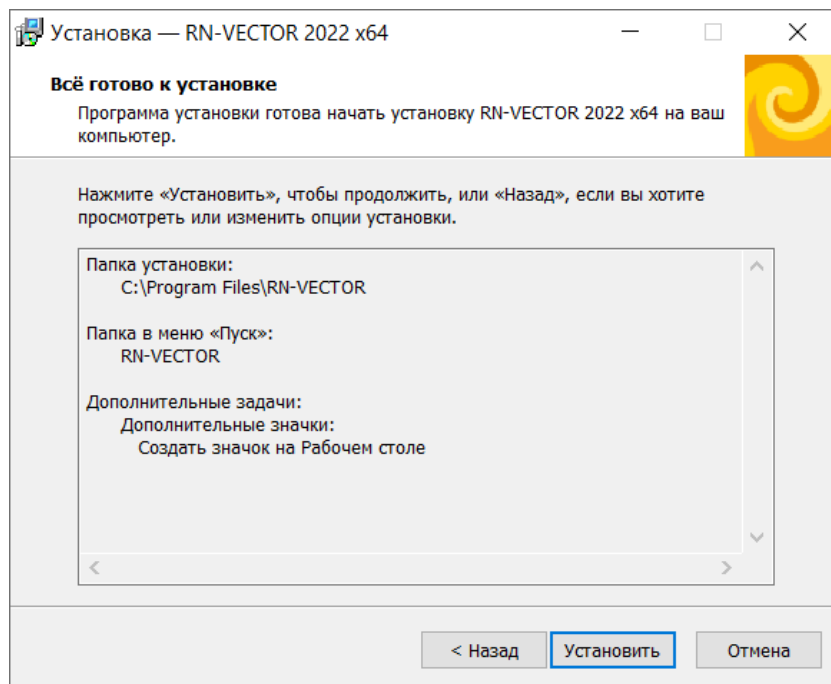 Установка — RN-VECTOR 2022 x64
Всё готово к установке
Программа установки готова начать установку RN-VECTOR 2022 x64 на ваш
компьютер.
Нажмите «Установить», чтобы продолжить, или «Назад», если вы хотите
просмотреть или изменить опции установки.
Папка установки:
C:\Program Files\RN-VECTOR
Папка в меню «Пуск»:
RN-VECTOR
Дополнительные задачи:
Дополнительные значки:
Создать значок на Рабочем столе
< Назад
Установить
Отмена